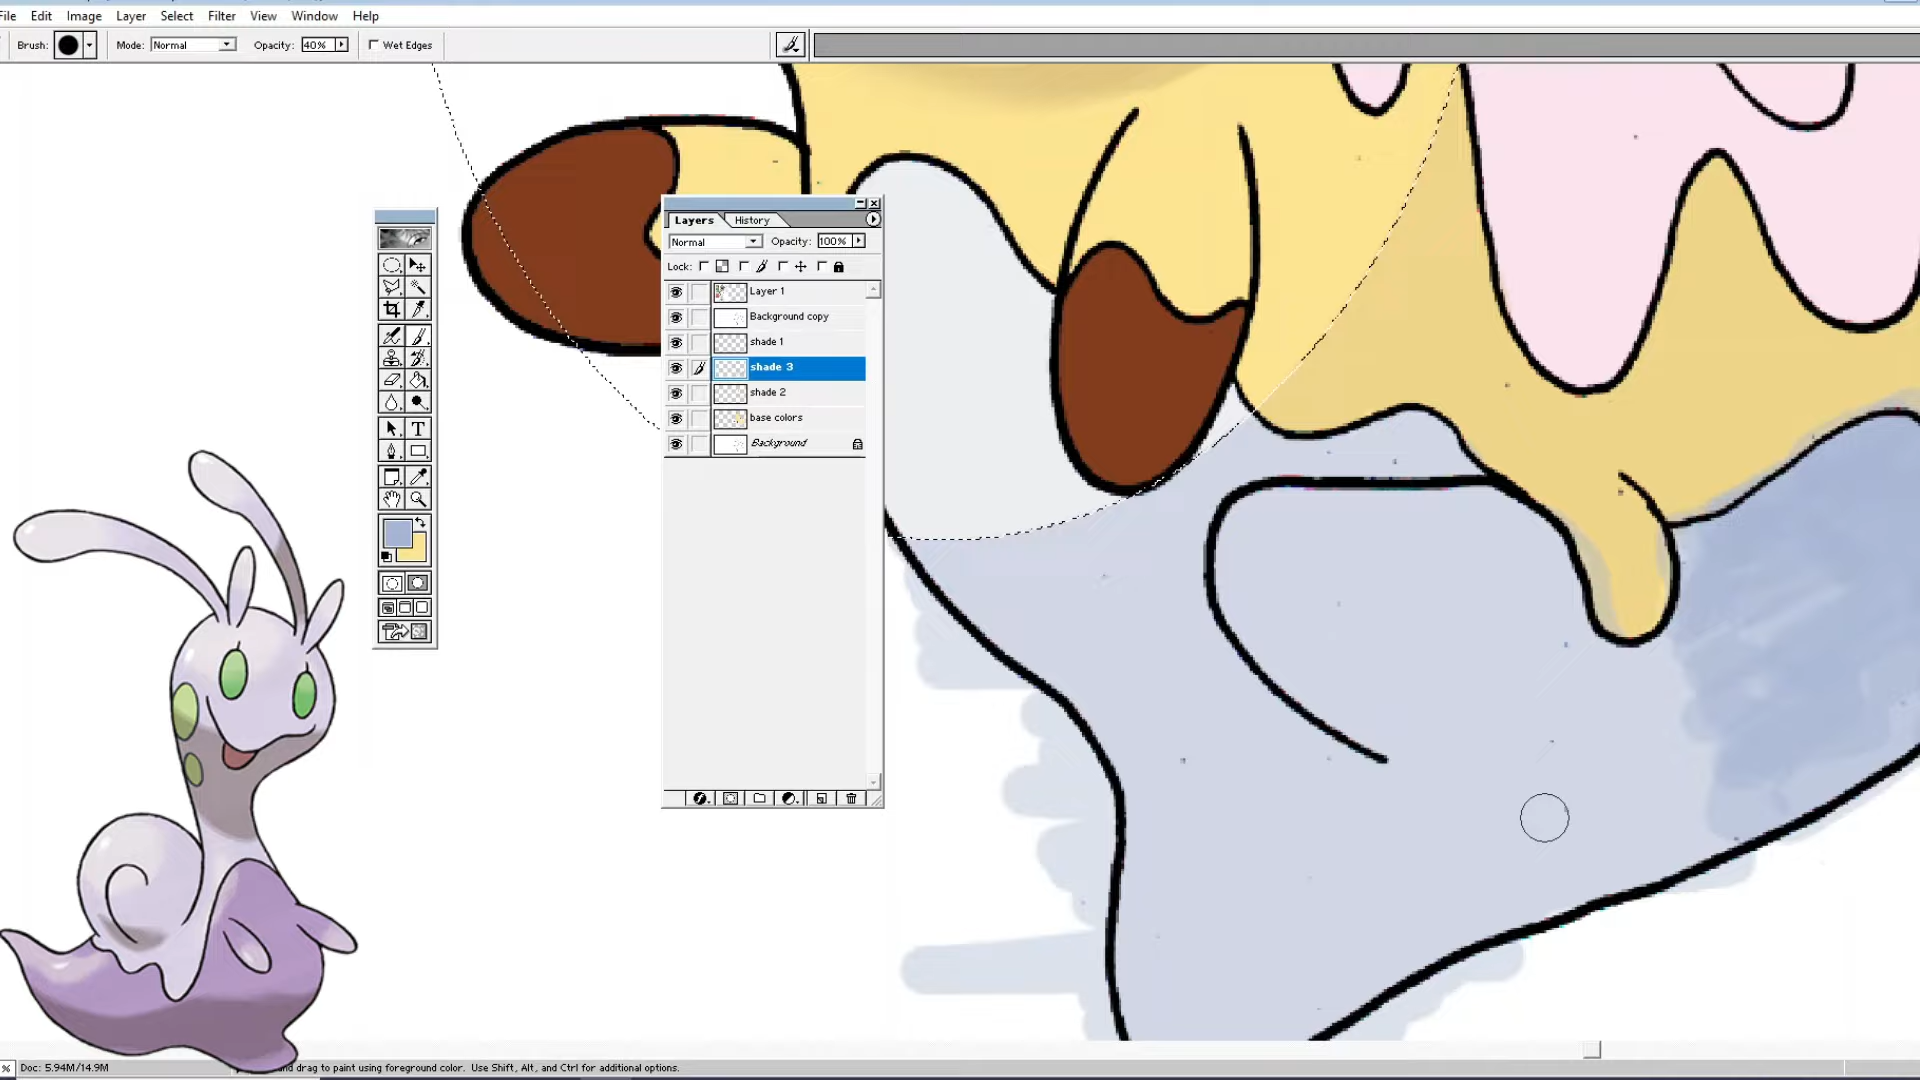 File Edit Image Layer Select Filter View Window Help
Brush: Mode: Normal Opacity: 40% Wet Edges
Layers History
Normal Opacity: 100%
Lock:
Layer 1
Background copy
shade 1
shade 3
shade 2
base colors
Background
T
% Doc: 5.94M/14.9M and drag to paint using foreground color. Use Shift, Alt, and Ctrl for additional options.